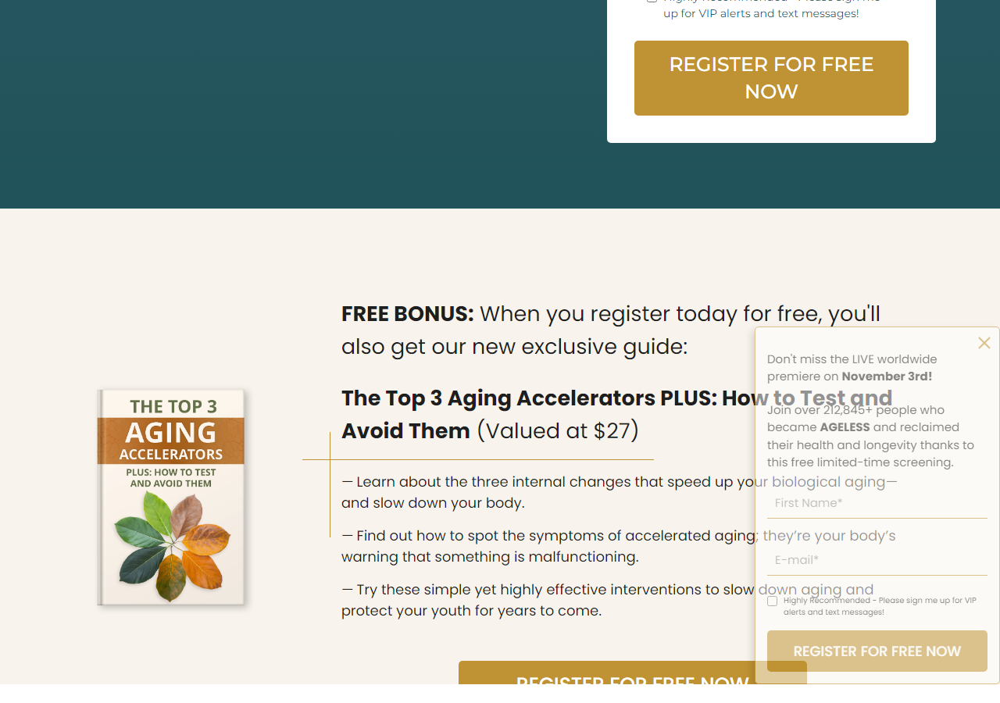 Highly Recommended - Please sign me
up for VIP alerts and text messages!
REGISTER FOR FREE
NOW
FREE BONUS: When you register today for free, you'll
also get our new exclusive guide:
The Top 3 Aging Accelerators PLUS: How to Test and
Avoid Them (Valued at $27)
— Learn about the three internal changes that speed up your biological aging—
and slow down your body.
— Find out how to spot the symptoms of accelerated aging; they’re your body’s
warning that something is malfunctioning.
— Try these simple yet highly effective interventions to slow down aging and
protect your youth for years to come.
REGISTER FOR FREE NOW
THE TOP 3
AGING
ACCELERATORS
PLUS: HOW TO TEST
AND AVOID THEM
Don't miss the LIVE worldwide
premiere on November 3rd!
Join over 212,845+ people who
became AGELESS and reclaimed
their health and longevity thanks to
this free limited-time screening.
First Name*
E-mail*
Highly Recommended - Please sign me up for VIP
alerts and text messages!
REGISTER FOR FREE NOW